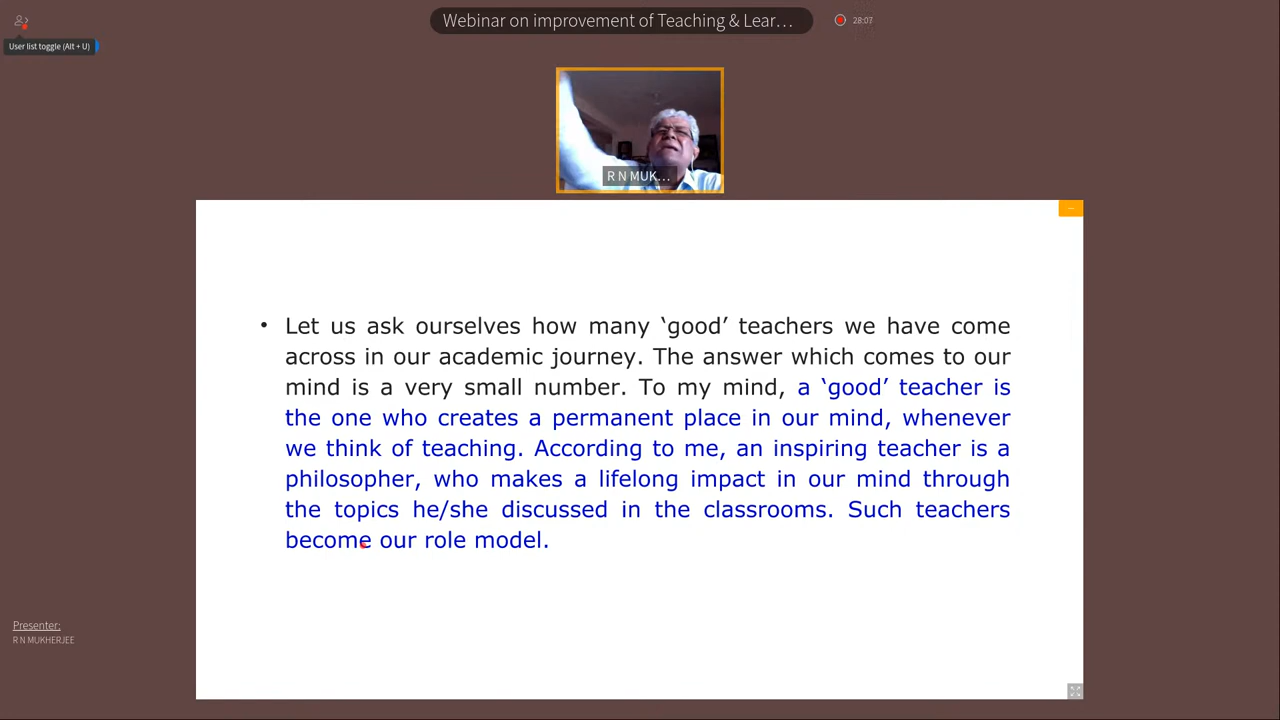 Webinar on improvement of Teaching & Lear…
28:07
User list toggle (Alt + U)
R N MUK…
• Let us ask ourselves how many ‘good’ teachers we have come
across in our academic journey. The answer which comes to our
mind is a very small number. To my mind, a ‘good’ teacher is
the one who creates a permanent place in our mind, whenever
we think of teaching. According to me, an inspiring teacher is a
philosopher, who makes a lifelong impact in our mind through
the topics he/she discussed in the classrooms. Such teachers
become our role model.
Presenter:
R N MUKHERJEE